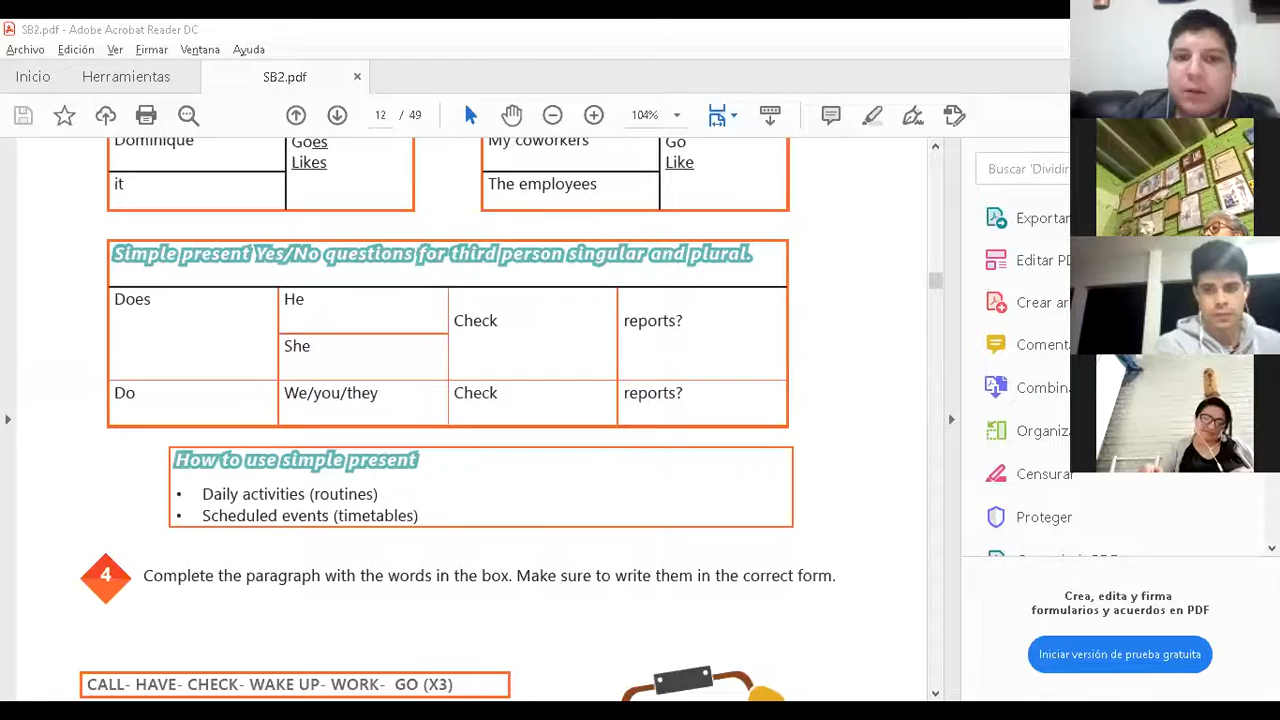 SB2.pdf - Adobe Acrobat Reader DC
Archivo Edición Ver Firmar Ventana Ayuda
Inicio Herramientas SB2.pdf ×
12 / 49 104%
Dominique Goes My coworkers Go
Likes Like
it The employees
Simple present Yes/No questions for third person singular and plural.
Does He Check reports?
She
Do We/you/they Check reports?
How to use simple present
• Daily activities (routines)
• Scheduled events (timetables)
4 Complete the paragraph with the words in the box. Make sure to write them in the correct form.
CALL- HAVE- CHECK- WAKE UP- WORK- GO (X3)
Buscar 'Dividir
Exportar
Editar PD
Crear ar
Coment
Combin
Organiz
Censurar
Proteger
Crea, edita y firma
formularios y acuerdos en PDF
Iniciar versión de prueba gratuita